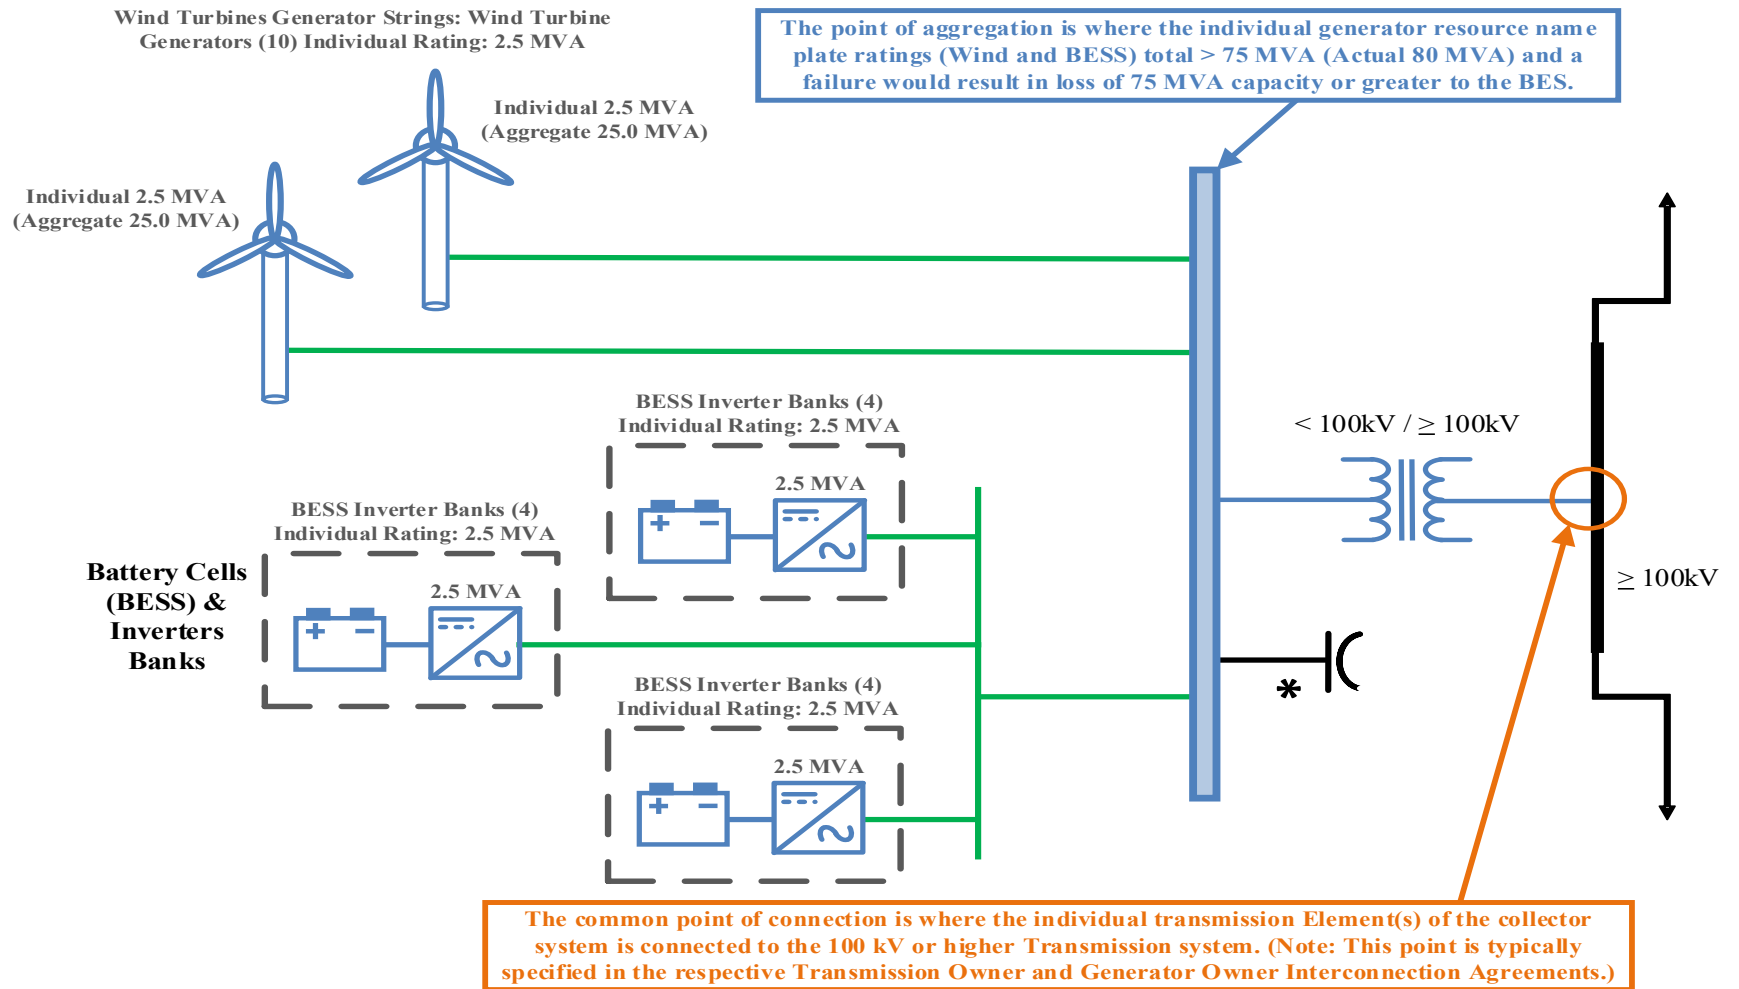 Wind Turbines Generator Strings: Wind Turbine
Generators (10) Individual Rating: 2.5 MVA
The point of aggregation is where the individual generator resource name
plate ratings (Wind and BESS) total > 75 MVA (Actual 80 MVA) and a
failure would result in loss of 75 MVA capacity or greater to the BES.
Individual 2.5 MVA
(Aggregate 25.0 MVA)
Individual 2.5 MVA
(Aggregate 25.0 MVA)
BESS Inverter Banks (4)
Individual Rating: 2.5 MVA
2.5 MVA
+ −
< 100kV / ≥ 100kV
BESS Inverter Banks (4)
Individual Rating: 2.5 MVA
2.5 MVA
+ −
Battery Cells
(BESS) &
Inverters
Banks
≥ 100kV
BESS Inverter Banks (4)
Individual Rating: 2.5 MVA
2.5 MVA
+ −
*
The common point of connection is where the individual transmission Element(s) of the collector
system is connected to the 100 kV or higher Transmission system. (Note: This point is typically
specified in the respective Transmission Owner and Generator Owner Interconnection Agreements.)